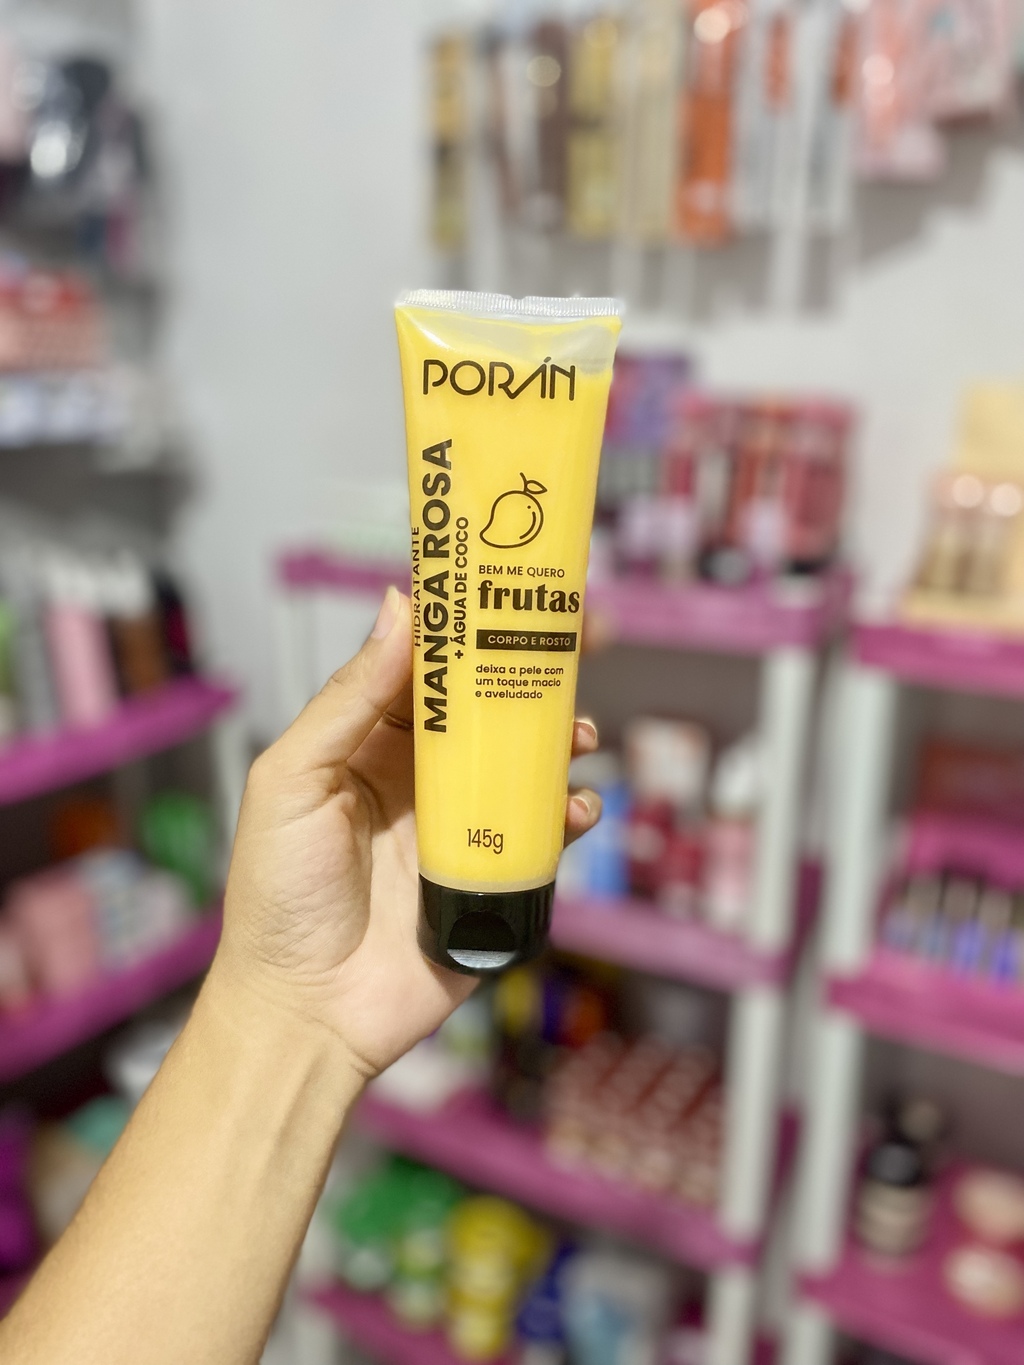 PORÁN
HIDRATANTE
MANGA ROSA
+ ÁGUA DE COCO
BEM ME QUERO
frutas
CORPO E ROSTO
deixa a pele com
um toque macio
e aveludado
145g